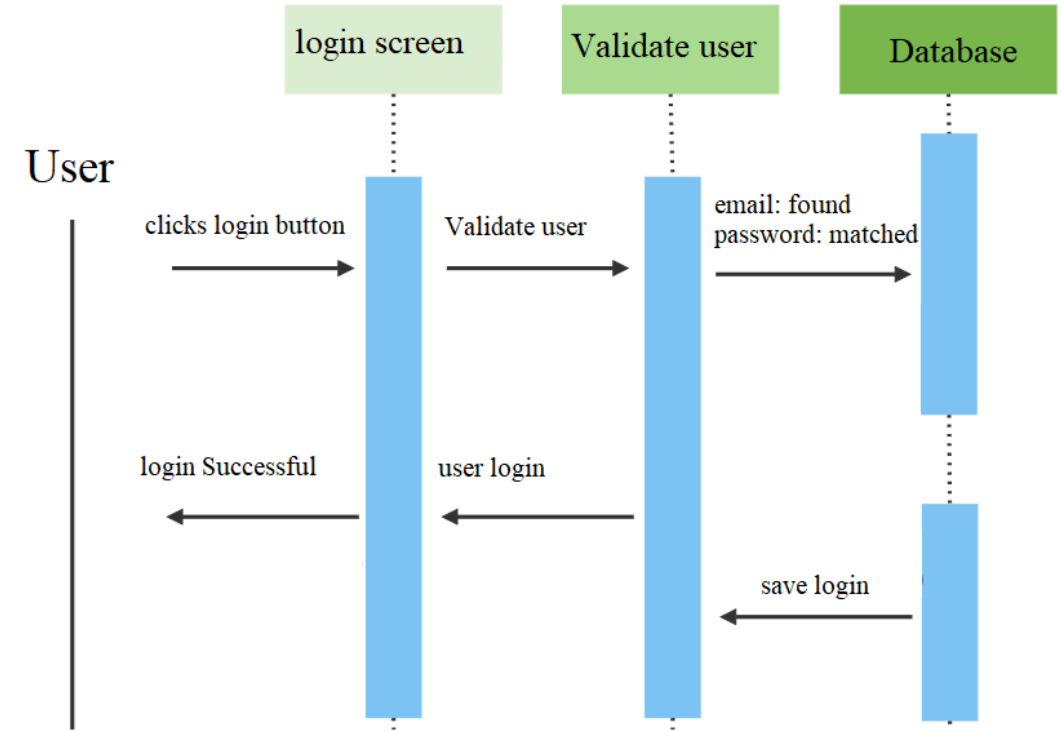 login screen
Validate user
Database
User
clicks login button
Validate user
email: found
password: matched
login Successful
user login
save login